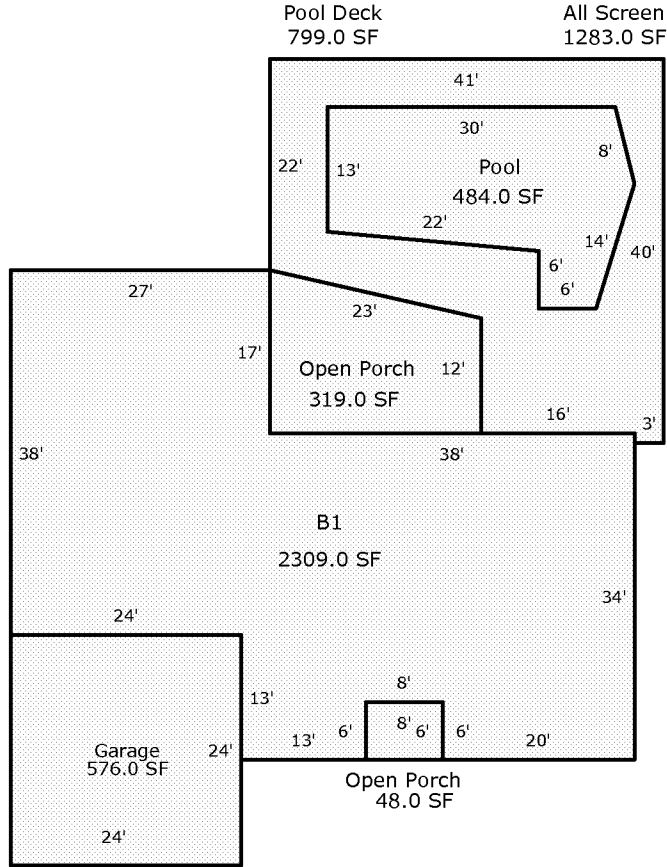 Pool Deck
799.0 SF
All Screen
1283.0 SF
41'
30'
8'
22'
13'
Pool
484.0 SF
22'
14'
40'
6'
6'
27'
23'
17'
Open Porch
319.0 SF
12'
16'
3'
38'
38'
B1
2309.0 SF
34'
24'
8'
13'
13'
6'
8'
6'
6'
20'
Garage
576.0 SF
24'
Open Porch
48.0 SF
24'